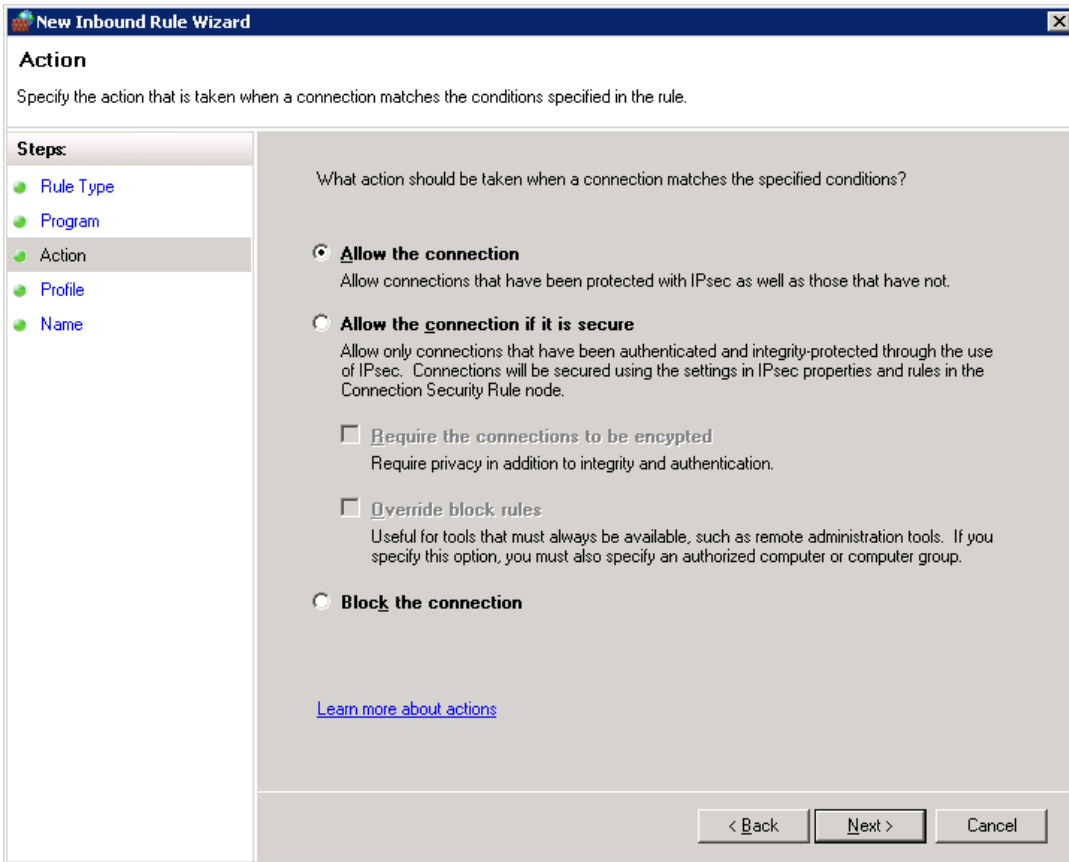 New Inbound Rule Wizard
Action
Specify the action that is taken when a connection matches the conditions specified in the rule.
Steps:
Rule Type
Program
Action
Profile
Name
What action should be taken when a connection matches the specified conditions?
Allow the connection
Allow connections that have been protected with IPsec as well as those that have not.
Allow the connection if it is secure
Allow only connections that have been authenticated and integrity-protected through the use
of IPsec.  Connections will be secured using the settings in IPsec properties and rules in the
Connection Security Rule node.
Require the connections to be encypted
Require privacy in addition to integrity and authentication.
Override block rules
Useful for tools that must always be available, such as remote administration tools.  If you
specify this option, you must also specify an authorized computer or computer group.
Block the connection
Learn more about actions
< Back
Next >
Cancel